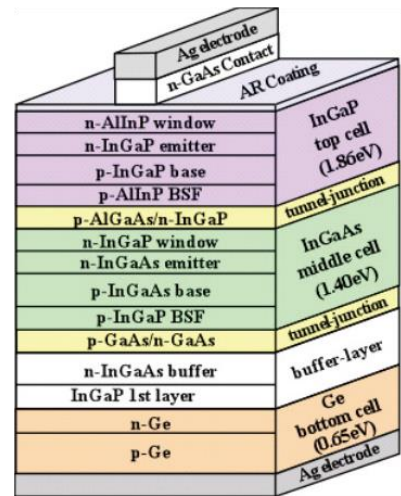 Ag electrode
n-GaAs Contact
AR Coating
n-AlInP window
n-InGaP emitter
p-InGaP base
p-AlInP BSF
p-AlGaAs/n-InGaP
n-InGaP window
n-InGaAs emitter
p-InGaAs base
p-InGaP BSF
p-GaAs/n-GaAs
n-InGaAs buffer
InGaP 1st layer
n-Ge
p-Ge
InGaP
top cell
(1.86eV)
tunnel-junction
InGaAs
middle cell
(1.40eV)
tunnel-junction
buffer-layer
Ge
bottom cell
(0.65eV)
Ag electrode